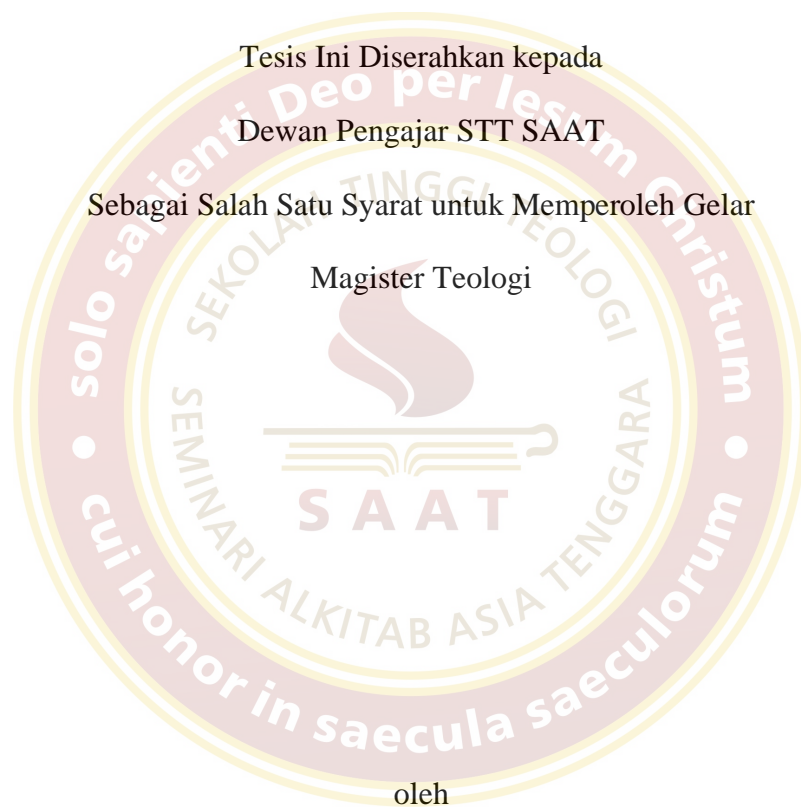 Tesis Ini Diserahkan kepada
Dewan Pengajar STT SAAT
Sebagai Salah Satu Syarat untuk Memperoleh Gelar
Magister Teologi
solo sapienti Deo per Iesum Christum
SEKOLAH TINGGI TEOLOGI
SAAT
SEMINARI ALKITAB ASIA TENGGARA
cui honor in saecula saeculorum
oleh